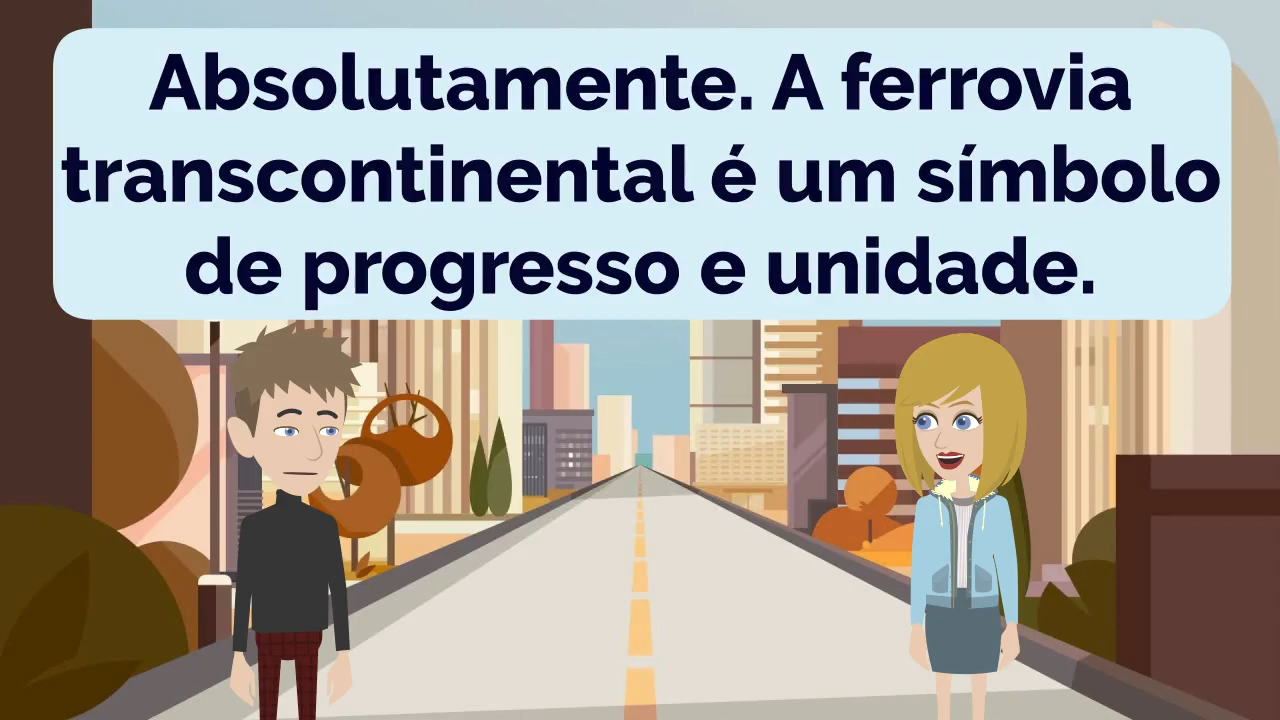 Absolutamente. A ferrovia
transcontinental é um símbolo
de progresso e unidade.